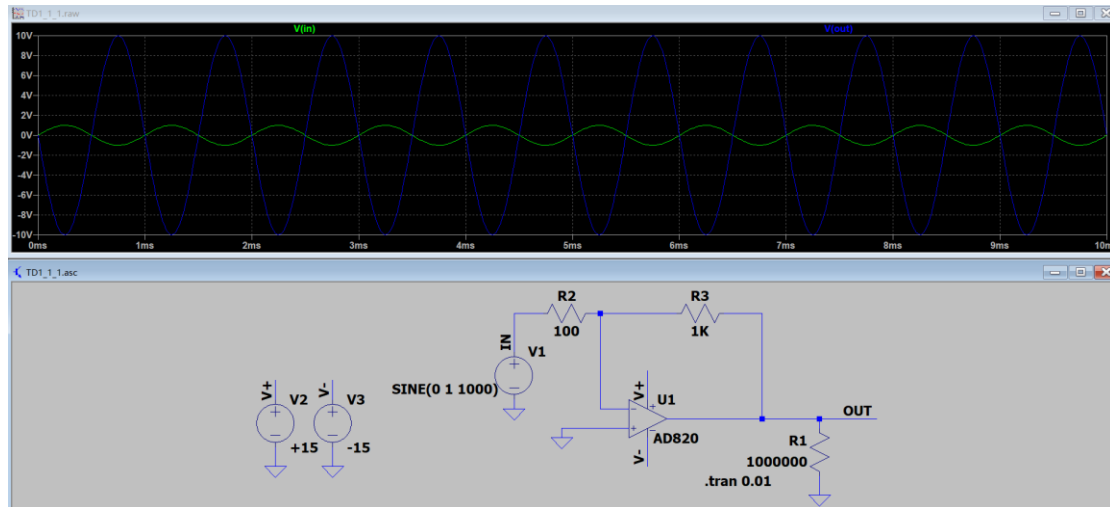 TD1_1_1.raw
V(in) V(out)
10V
8V
6V
4V
2V
0V
-2V
-4V
-6V
-8V
-10V
0ms 1ms 2ms 3ms 4ms 5ms 6ms 7ms 8ms 9ms 10m
TD1_1_1.asc
R2 R3
100 1K
IN
V1
SINE(0 1 1000)
V+ V2 V- V3
+15 -15
V+ U1
AD820
V-
OUT
R1
1000000
.tran 0.01